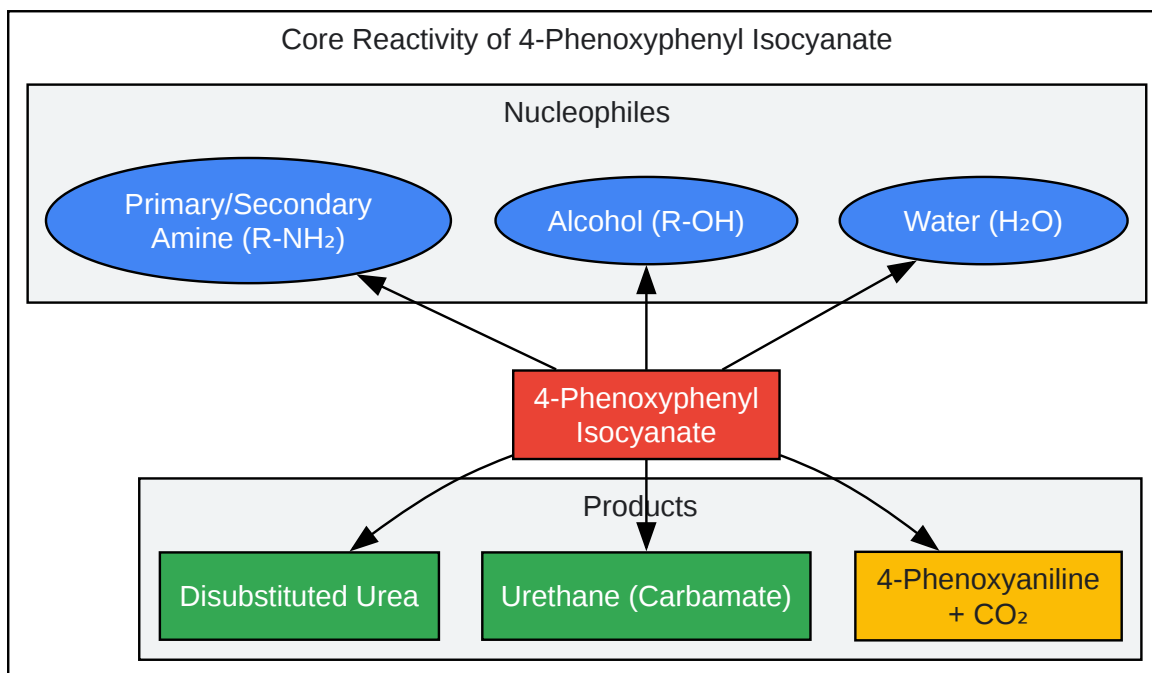 Core Reactivity of 4-Phenoxyphenyl Isocyanate
Nucleophiles
Primary/Secondary
Amine (R-NH₂)
Alcohol (R-OH)
Water (H₂O)
4-Phenoxyphenyl
Isocyanate
Products
Disubstituted Urea
Urethane (Carbamate)
4-Phenoxyaniline
+ CO₂